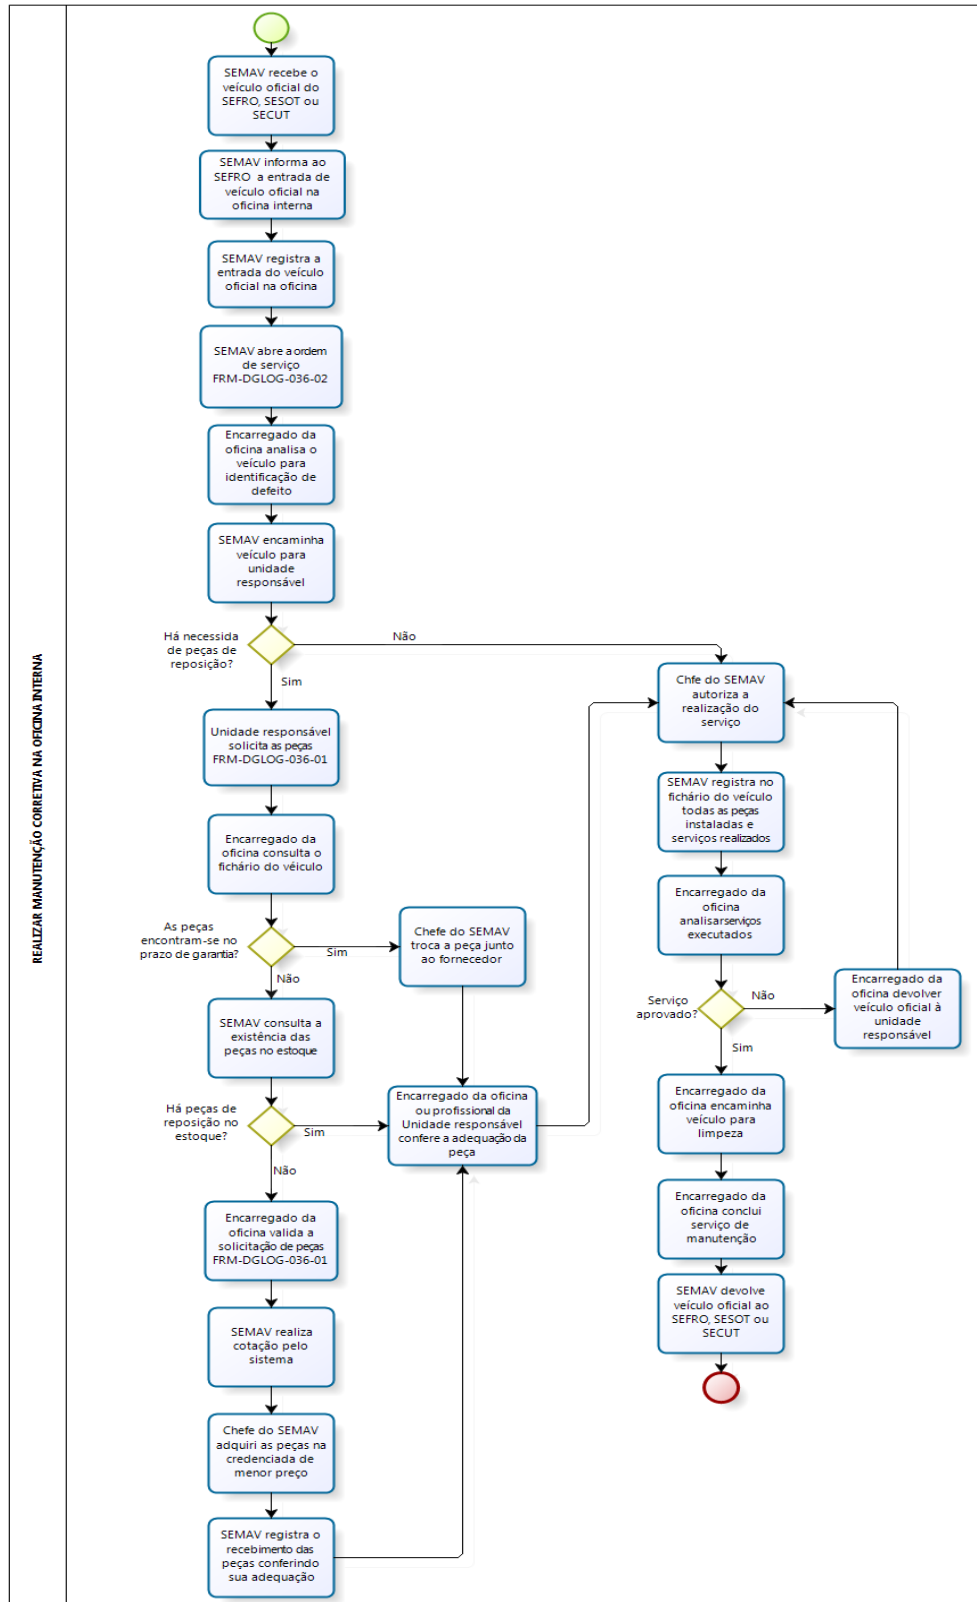 REALIZAR MANUTENÇÃO CORRETIVA NA OFICINA INTERNA
SEMAV recebe o
veículo oficial do
SEFRO, SESOT ou
SECUT
SEMAV informa ao
SEFRO a entrada de
veículo oficial na
oficina interna
SEMAV registra a
entrada do veículo
oficial na oficina
SEMAV abre a ordem
de serviço
FRM-DGLOG-036-02
Encarregado da
oficina analisa o
veículo para
identificação de
defeito
SEMAV encaminha
veículo para
unidade
responsável
Há necessida
de peças de
reposição?
Não
Sim
Unidade responsável
solicita as peças
FRM-DGLOG-036-01
Encarregado da
oficina consulta o
fichário do véiculo
As peças
encontram-se no
prazo de garantia?
Sim
Não
Chefe do SEMAV
troca a peça junto
ao fornecedor
SEMAV consulta a
existência das
peças no estoque
Há peças de
reposição no
estoque?
Sim
Não
Encarregado da oficina
ou profissional da
Unidade responsável
confere a adequação da
peça
Encarregado da
oficina valida a
solicitação de peças
FRM-DGLOG-036-01
SEMAV realiza
cotação pelo
sistema
Chefe do SEMAV
adquiri as peças na
credenciada de
menor preço
SEMAV registra o
recebimento das
peças conferindo
sua adequação
Chfe do SEMAV
autoriza a
realização do
serviço
SEMAV registra no
fichário do veículo
todas as peças
instaladas e
serviços realizados
Encarregado da
oficina
analisar serviços
executados
Serviço
aprovado?
Não
Sim
Encarregado da
oficina devolver
veículo oficial à
unidade
responsável
Encarregado da
oficina encaminha
veículo para
limpeza
Encarregado da
oficina conclui
serviço de
manutenção
SEMAV devolve
veículo oficial ao
SEFRO, SESOT ou
SECUT